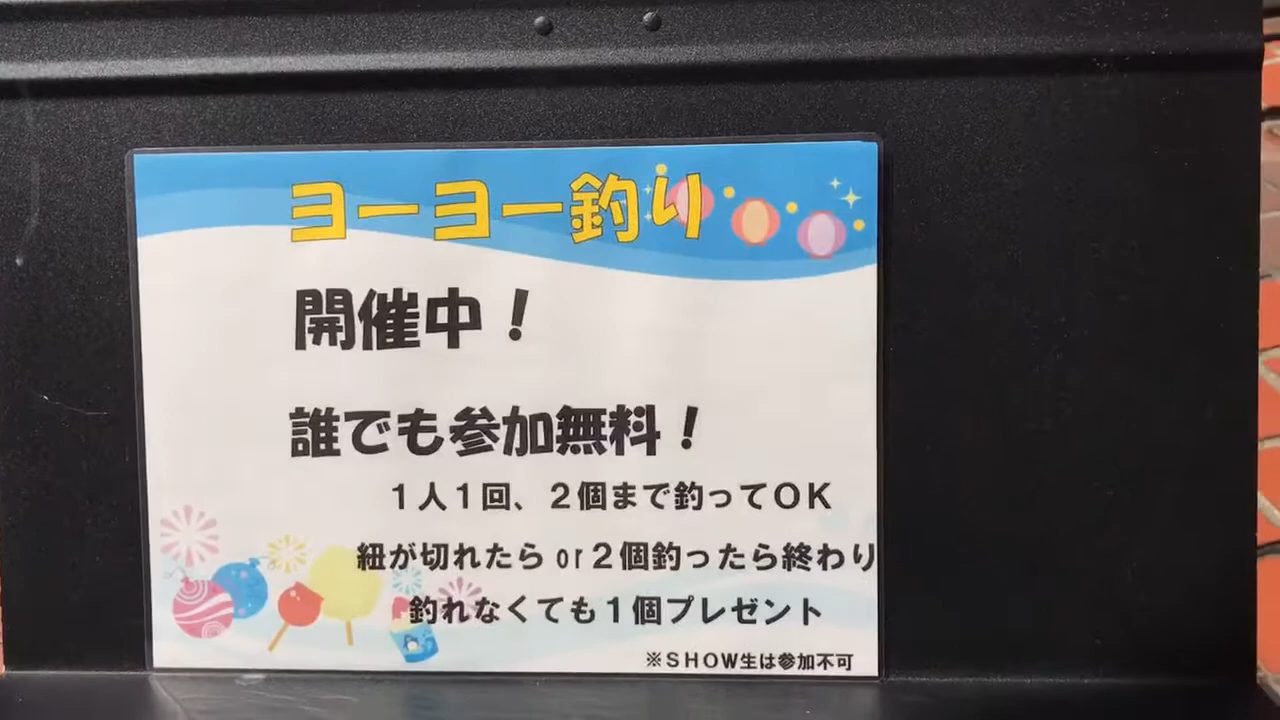 ヨーヨー釣り
開催中！
誰でも参加無料！
１人１回、２個まで釣ってＯＫ
紐が切れたら or２個釣ったら終わり
釣れなくても１個プレゼント
※ＳＨＯＷ生は参加不可